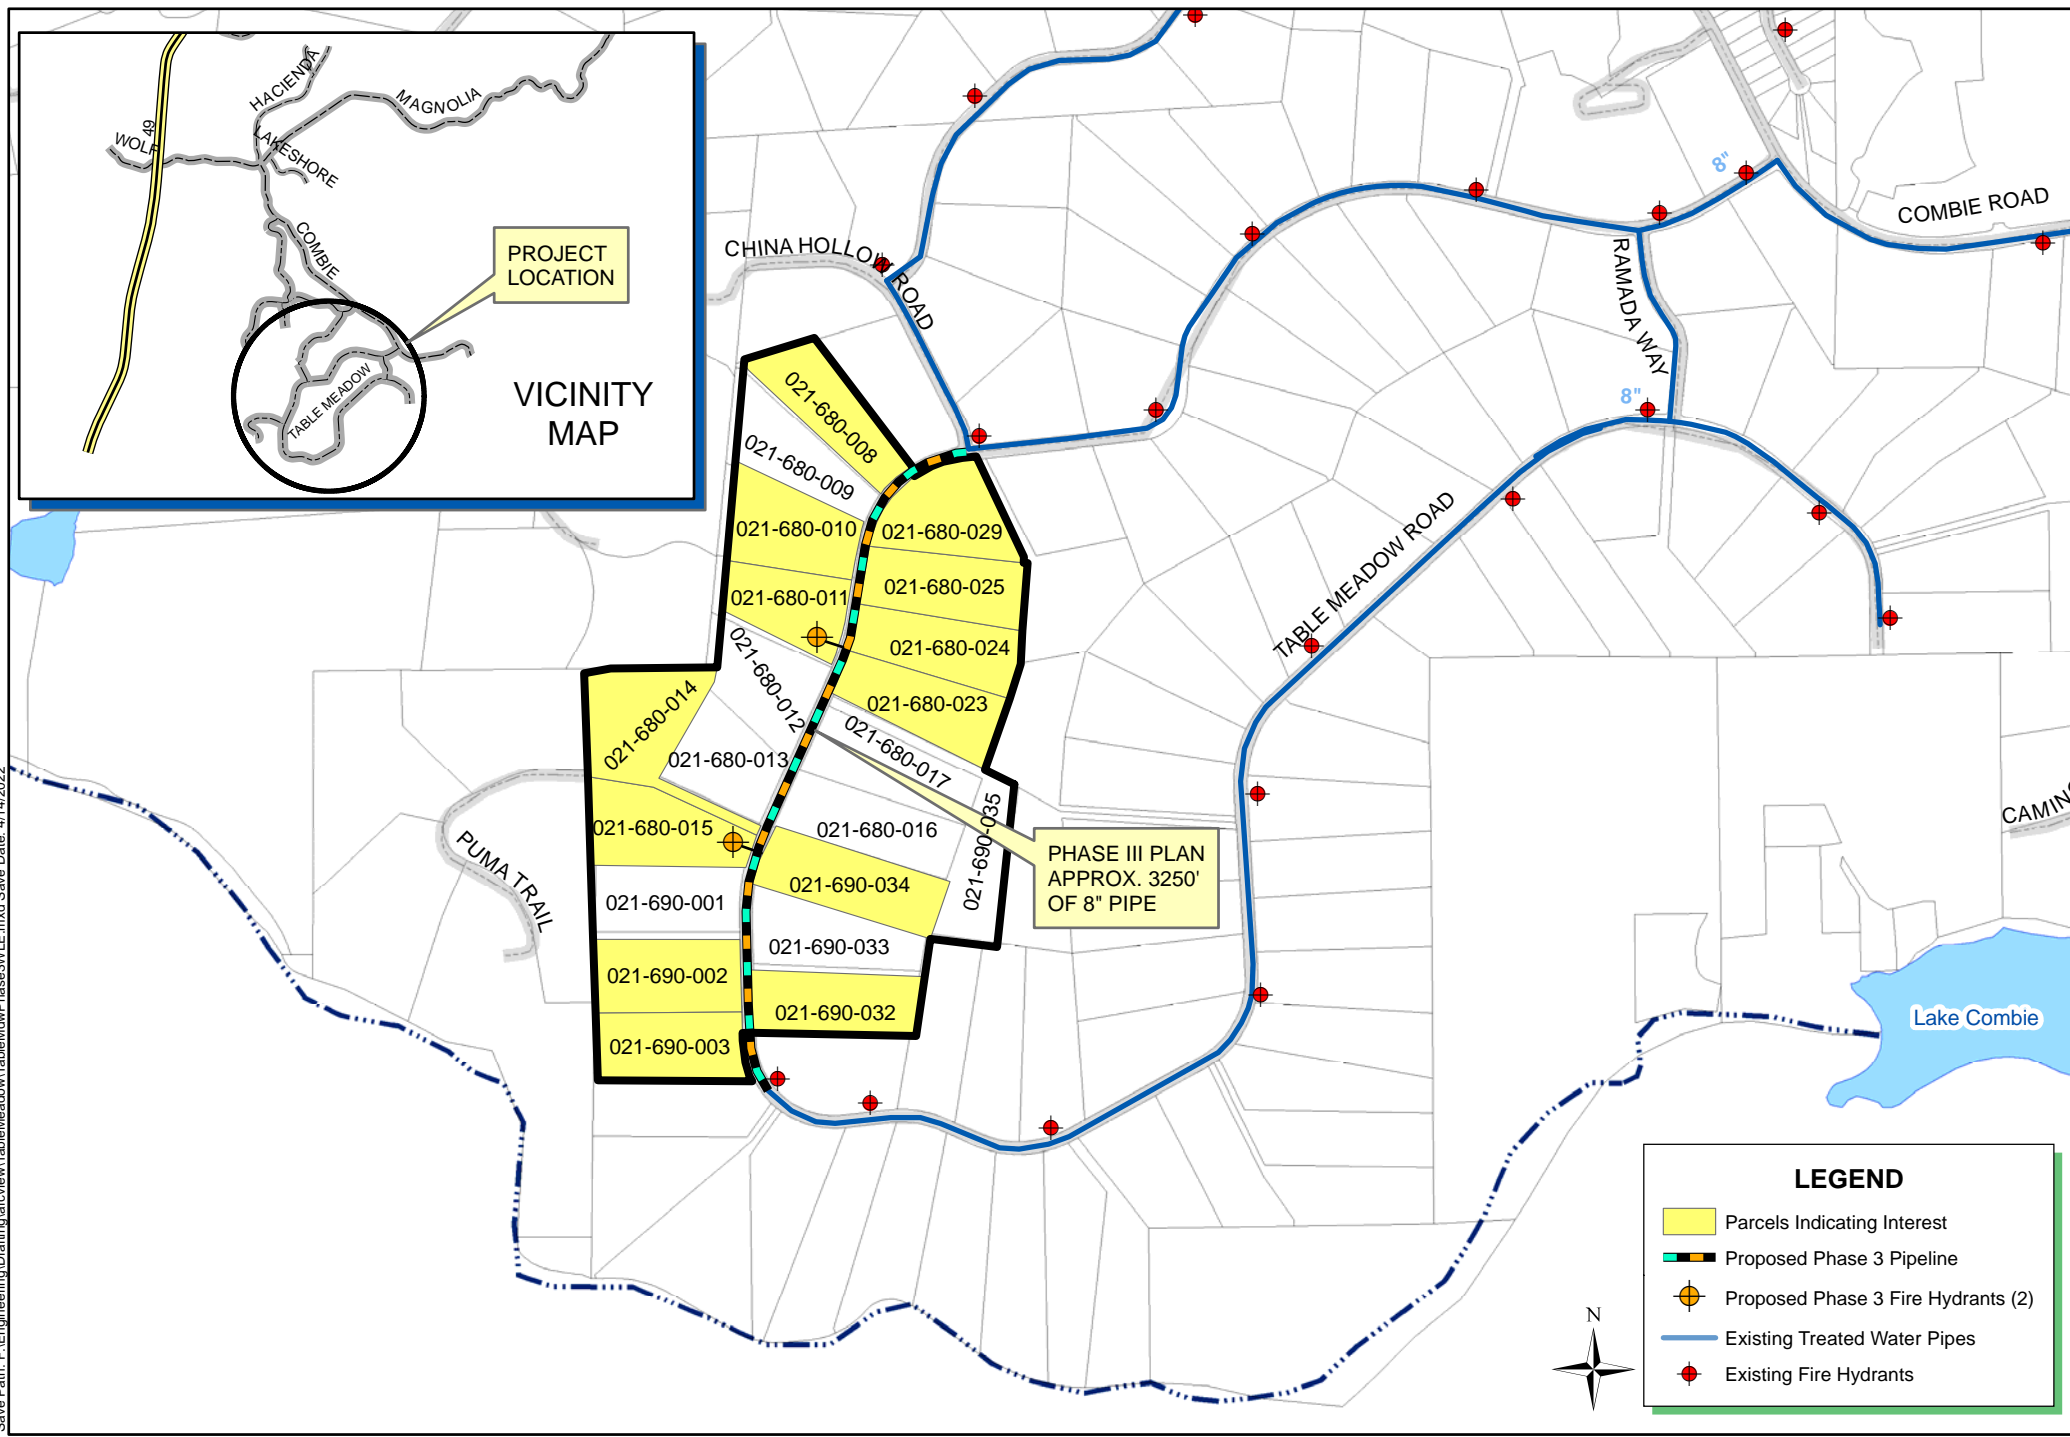 HACIENDA
MAGNOLIA
49
WOLF
LAKESHORE
COMBIE
PROJECT
LOCATION
TABLE MEADOW
VICINITY
MAP
8"
COMBIE ROAD
CHINA HOLLOW ROAD
RAMADA WAY
8"
021-680-008
021-680-009
021-680-010
021-680-029
021-680-011
021-680-025
021-680-024
021-680-012
021-680-023
021-680-014
021-680-013
021-680-017
021-680-016
021-690-035
021-680-015
021-690-034
021-690-001
021-690-033
021-690-002
021-690-032
021-690-003
TABLE MEADOW ROAD
PUMA TRAIL
PHASE III PLAN
APPROX. 3250'
OF 8" PIPE
Lake Combie
LEGEND
Parcels Indicating Interest
Proposed Phase 3 Pipeline
Proposed Phase 3 Fire Hydrants (2)
Existing Treated Water Pipes
Existing Fire Hydrants
N